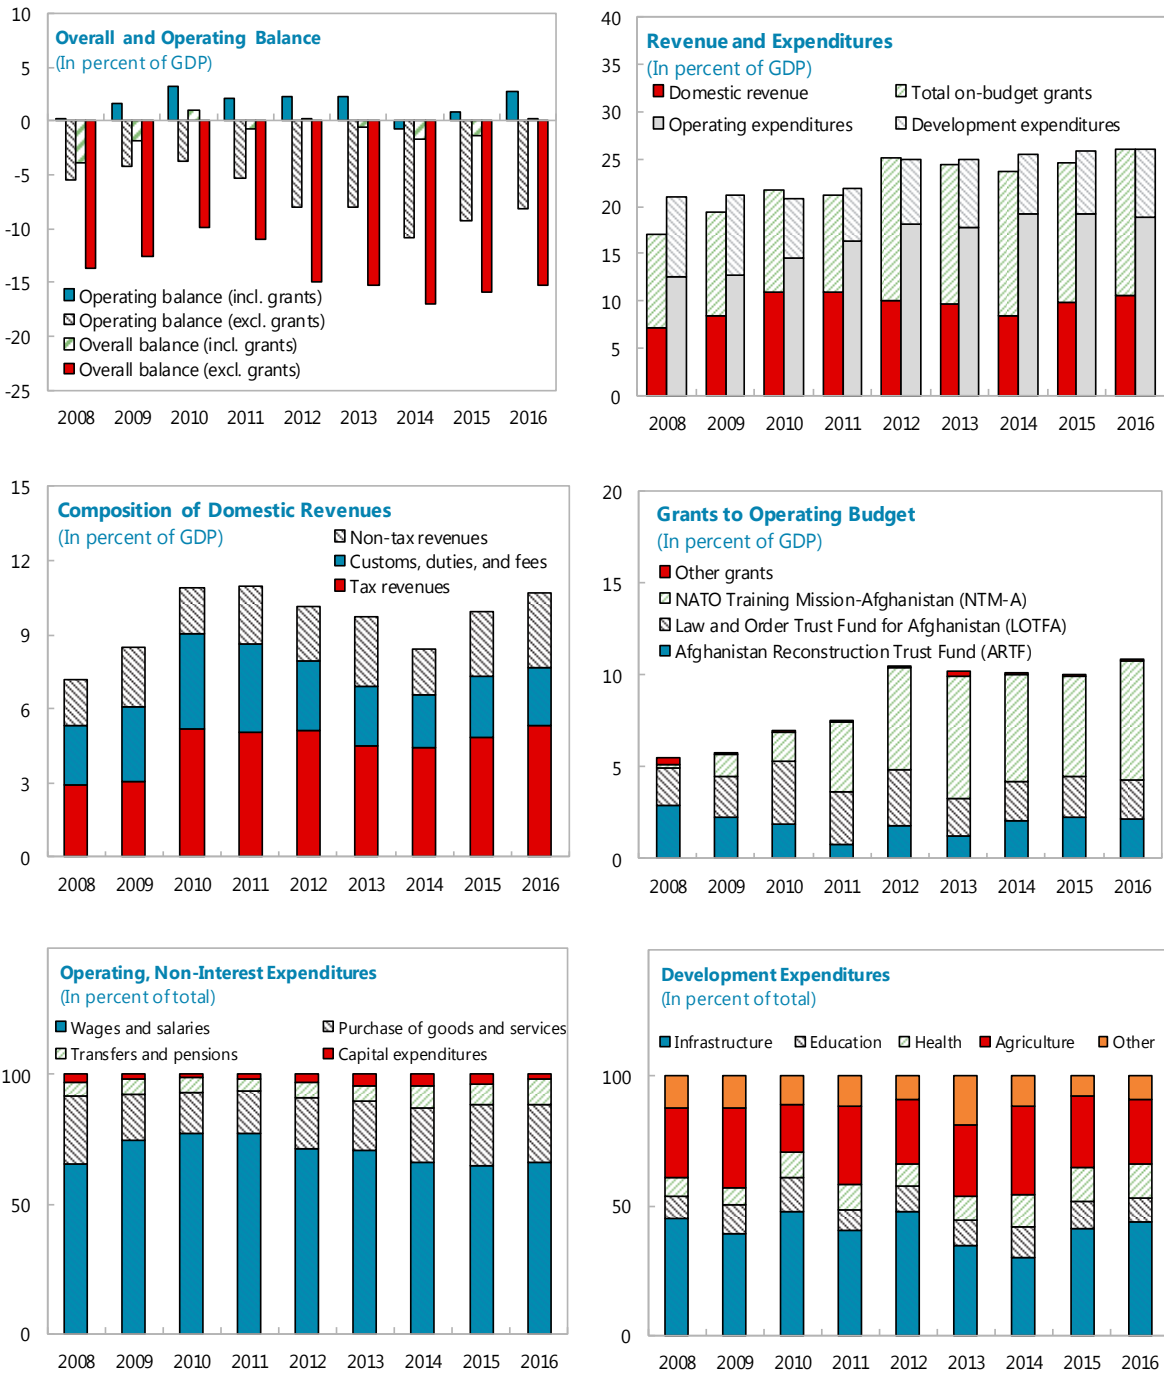 Overall and Operating Balance
(In percent of GDP)
10
5
0
-5
-10
-15
-20
-25
Operating balance (incl. grants)
Operating balance (excl. grants)
Overall balance (incl. grants)
Overall balance (excl. grants)
2008 2009 2010 2011 2012 2013 2014 2015 2016
Revenue and Expenditures
(In percent of GDP)
Domestic revenue Total on-budget grants
Operating expenditures Development expenditures
40
35
30
25
20
15
10
5
0
2008 2009 2010 2011 2012 2013 2014 2015 2016
Composition of Domestic Revenues
(In percent of GDP)
Non-tax revenues
Customs, duties, and fees
Tax revenues
15
12
9
6
3
0
2008 2009 2010 2011 2012 2013 2014 2015 2016
Grants to Operating Budget
(In percent of GDP)
Other grants
NATO Training Mission-Afghanistan (NTM-A)
Law and Order Trust Fund for Afghanistan (LOTFA)
Afghanistan Reconstruction Trust Fund (ARTF)
20
15
10
5
0
2008 2009 2010 2011 2012 2013 2014 2015 2016
Operating, Non-Interest Expenditures
(In percent of total)
Wages and salaries Purchase of goods and services
Transfers and pensions Capital expenditures
100
50
0
2008 2009 2010 2011 2012 2013 2014 2015 2016
Development Expenditures
(In percent of total)
Infrastructure Education Health Agriculture Other
100
50
0
2008 2009 2010 2011 2012 2013 2014 2015 2016